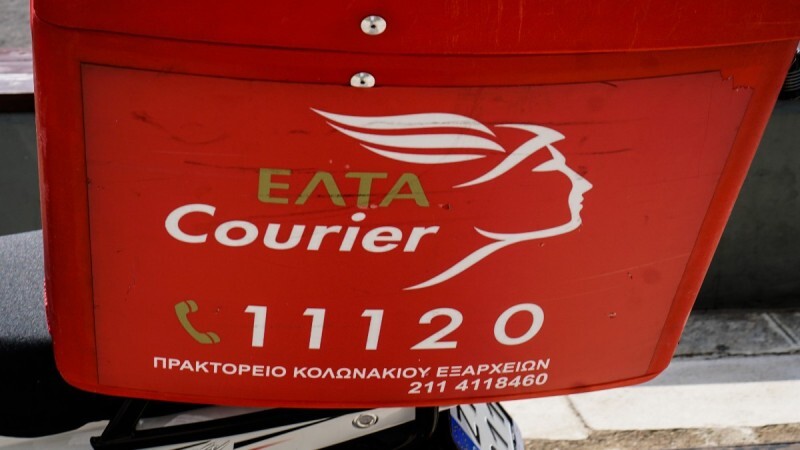 ΕΛΤΑ
Courier
11120
ΠΡΑΚΤΟΡΕΙΟ ΚΟΛΩΝΑΚΙΟΥ ΕΞΑΡΧΕΙΩΝ
211 4118460